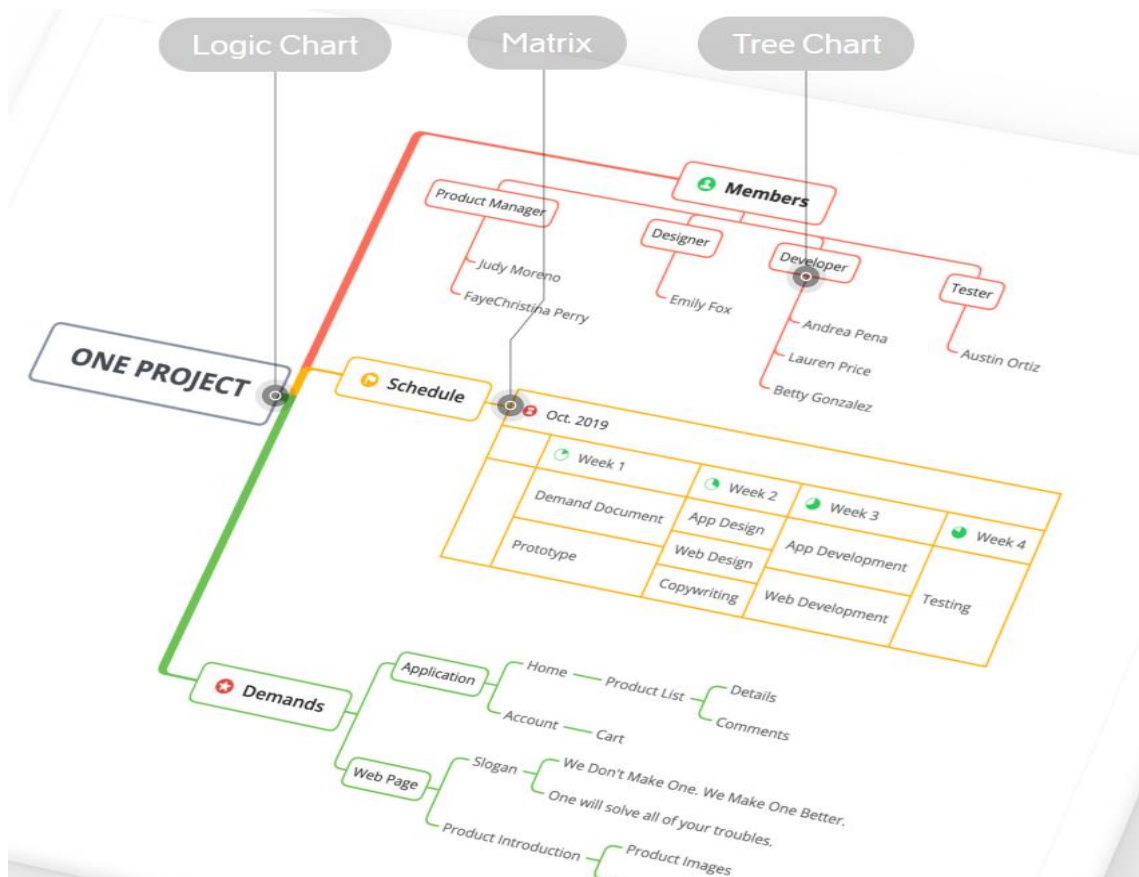 Logic Chart
Matrix
Tree Chart
Members
Product Manager
Judy Moreno
FayeChristina Perry
Designer
Emily Fox
Developer
Andrea Pena
Lauren Price
Betty Gonzalez
Tester
Austin Ortiz
ONE PROJECT
Schedule
Oct. 2019
Week 1
Week 2
Week 3
Week 4
Demand Document
Prototype
App Design
Web Design
Copywriting
App Development
Web Development
Testing
Demands
Application
Home
Product List
Details
Comments
Account
Cart
Web Page
Slogan
We Don't Make One. We Make One Better.
One will solve all of your troubles.
Product Introduction
Product Images